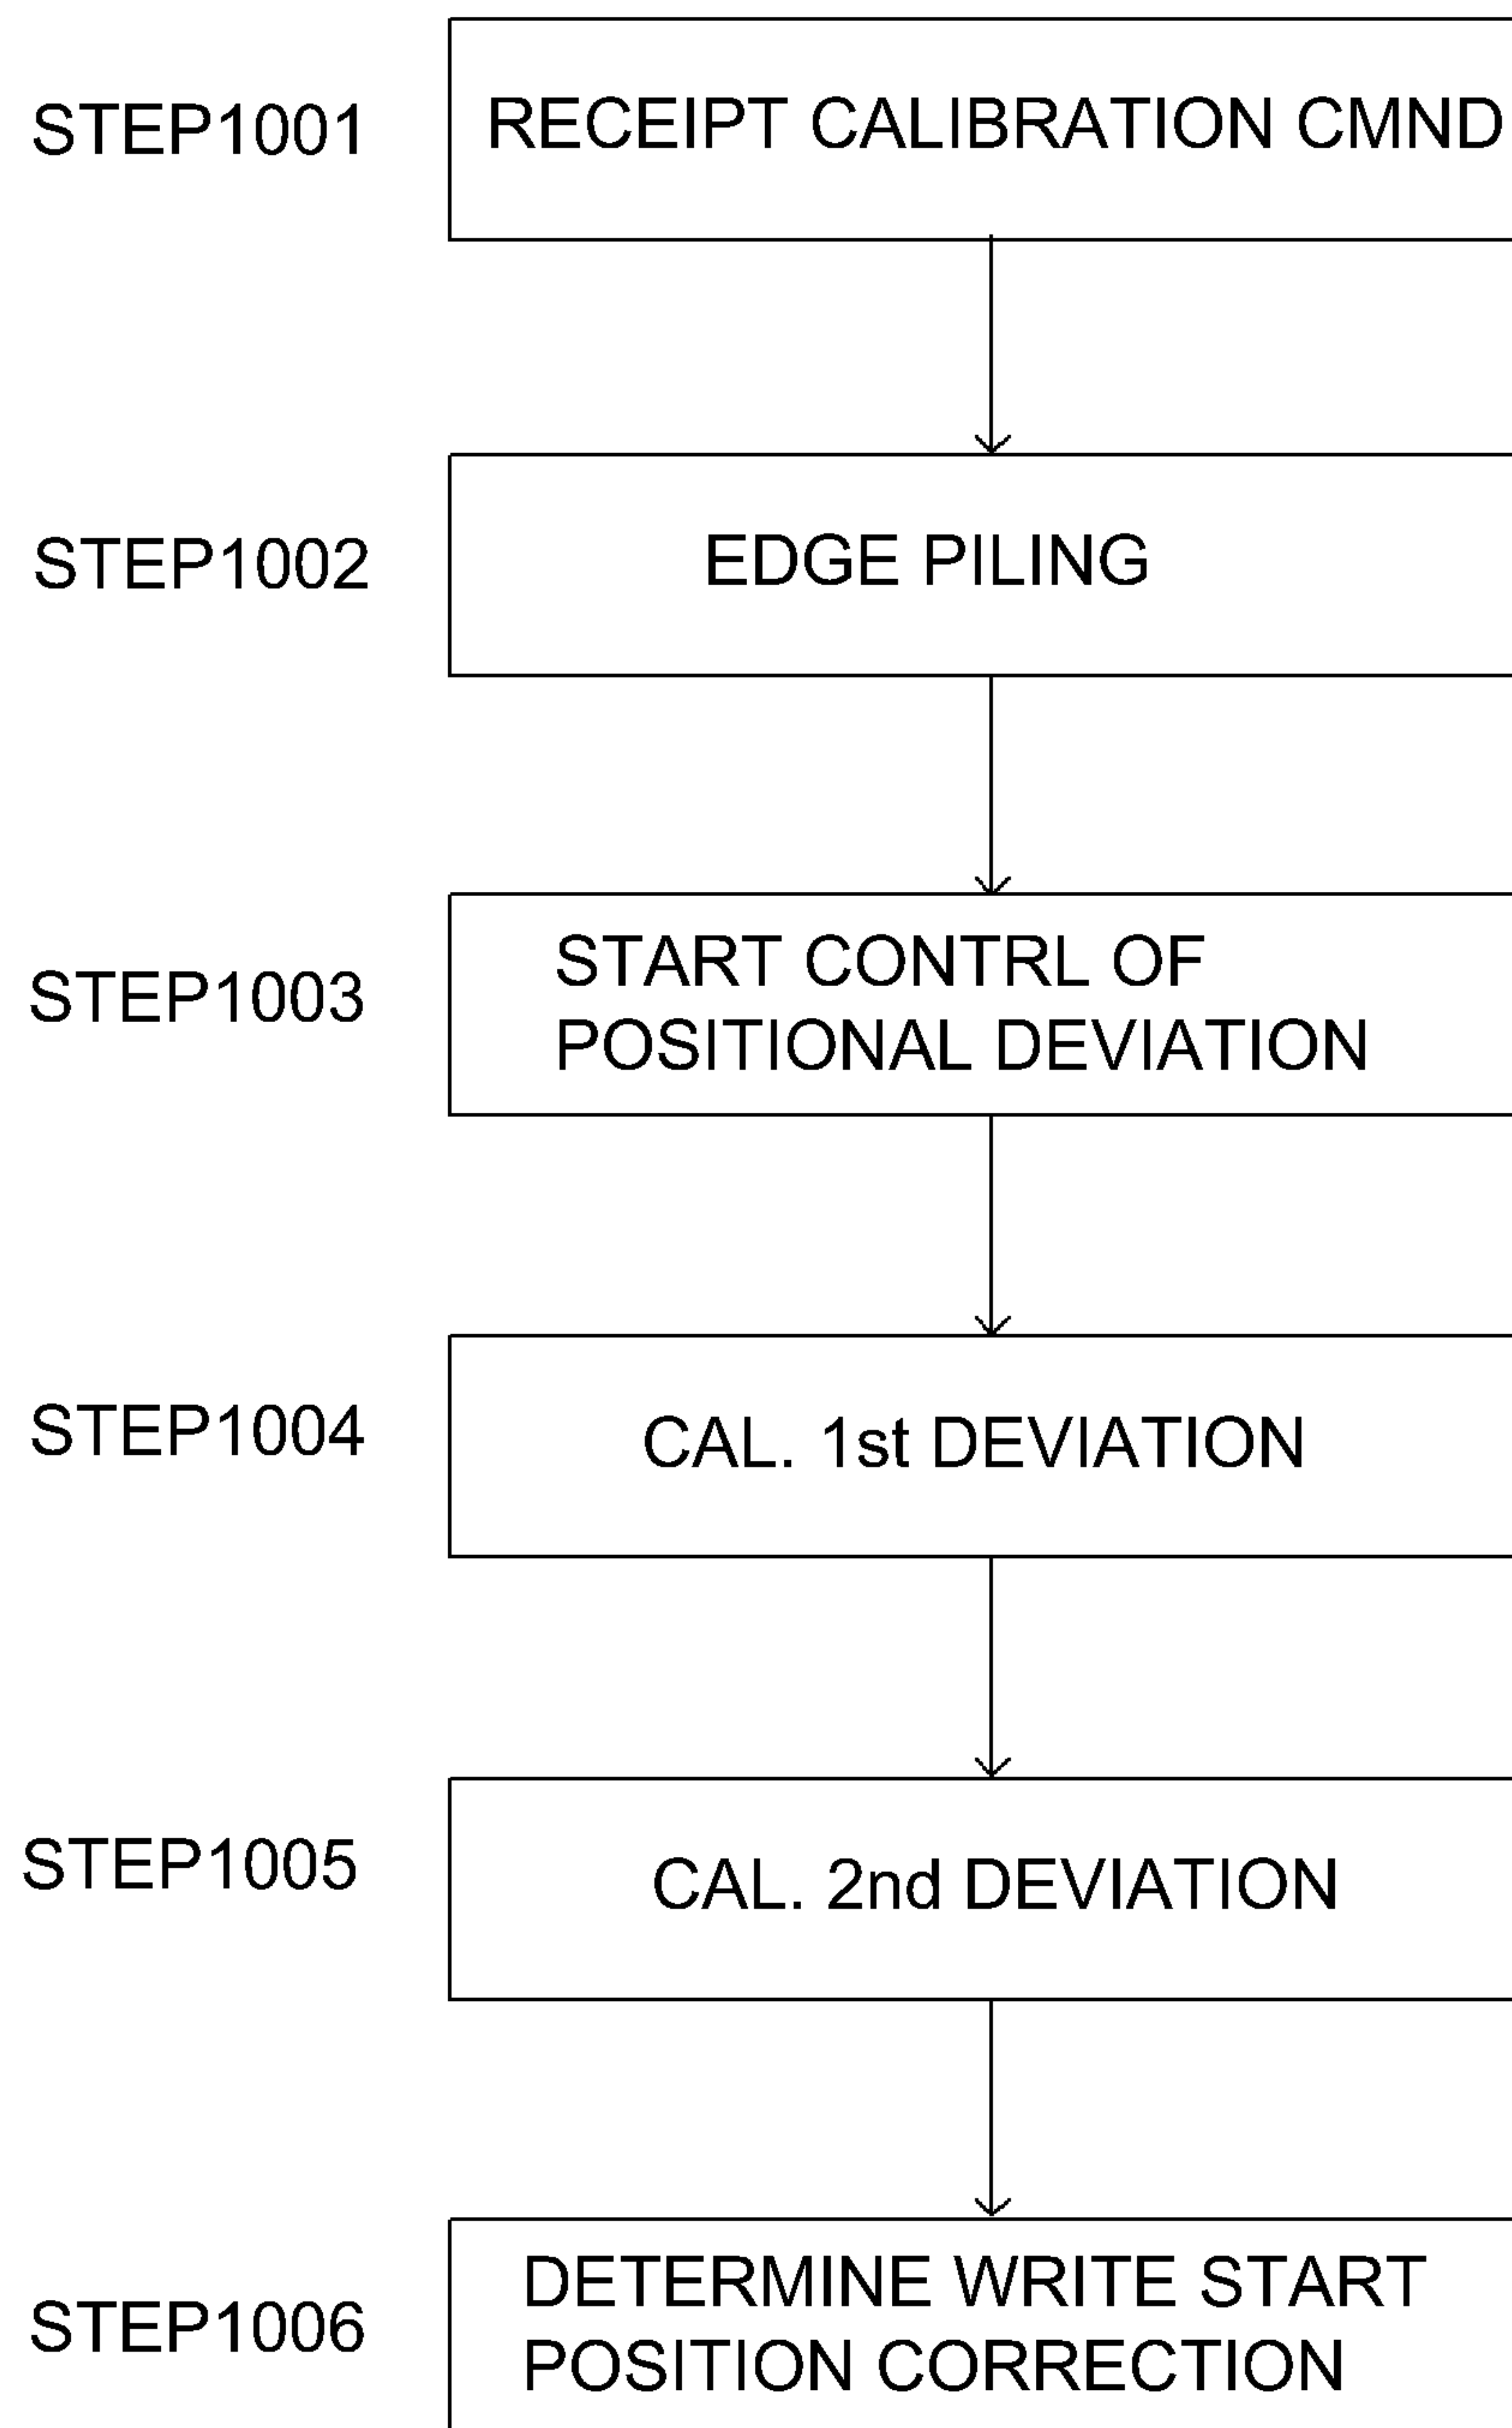 STEP1001
RECEIPT CALIBRATION CMND
STEP1002
EDGE PILING
STEP1003
START CONTRL OF
POSITIONAL DEVIATION
STEP1004
CAL. 1st DEVIATION
STEP1005
CAL. 2nd DEVIATION
STEP1006
DETERMINE WRITE START
POSITION CORRECTION